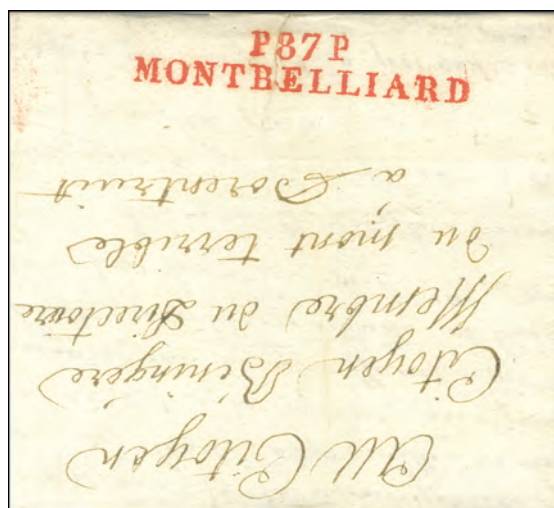 P87P
MONTBELLIARD
Au Citoyen
Citoyen
Membre du Directoire
du mont terrible
a Porentruit